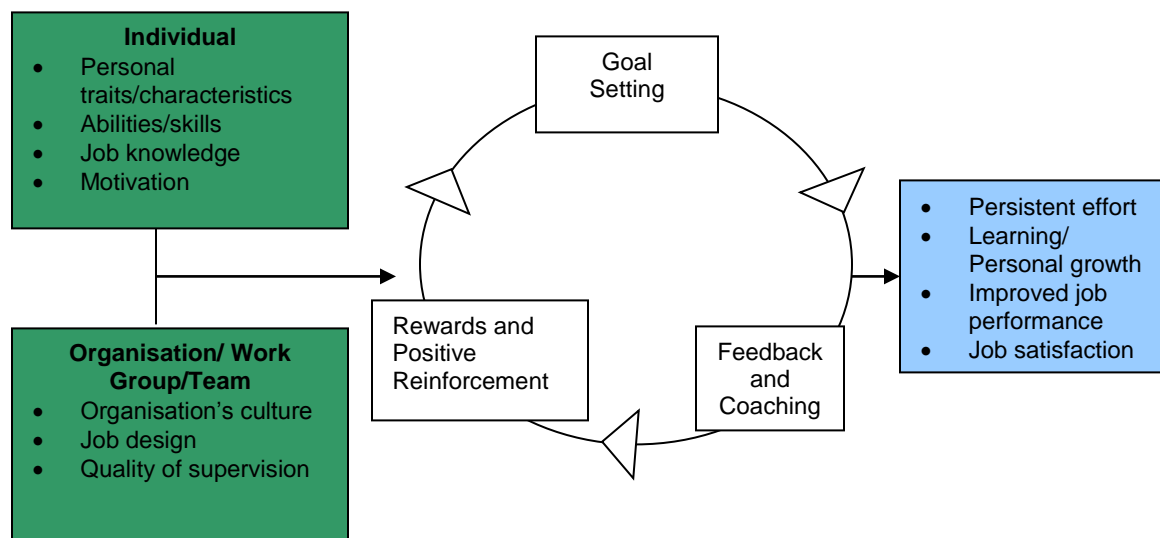 Individual
• Personal
traits/characteristics
• Abilities/skills
• Job knowledge
• Motivation
Organisation/ Work
Group/Team
• Organisation’s culture
• Job design
• Quality of supervision
Goal
Setting
Rewards and
Positive
Reinforcement
Feedback
and
Coaching
• Persistent effort
• Learning/
Personal growth
• Improved job
performance
• Job satisfaction